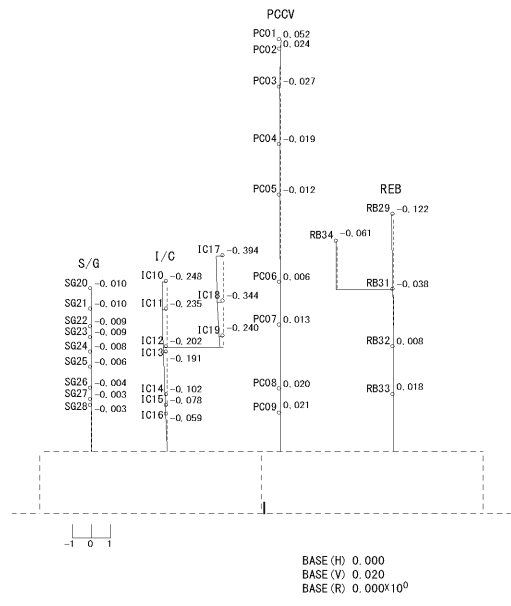 PCCV
PC01 0.052
PC02 0.024
PC03 -0.027
PC04 -0.019
PC05 -0.012
PC06 0.006
PC07 0.013
PC08 0.020
PC09 0.021
REB
RB29 -0.122
RB34 -0.061
RB31 -0.038
RB32 0.008
RB33 0.018
I/C
IC17 -0.394
IC18 -0.344
IC19 -0.240
IC10 -0.248
IC11 -0.235
IC12 -0.202
IC13 -0.191
IC14 -0.102
IC15 -0.078
IC16 -0.059
S/G
SG20 -0.010
SG21 -0.010
SG22 -0.009
SG23 -0.009
SG24 -0.008
SG25 -0.006
SG26 -0.004
SG27 -0.003
SG28 -0.003
-1 0 1
BASE(H) 0.000
BASE(V) 0.020
BASE(R) 0.000×10⁰